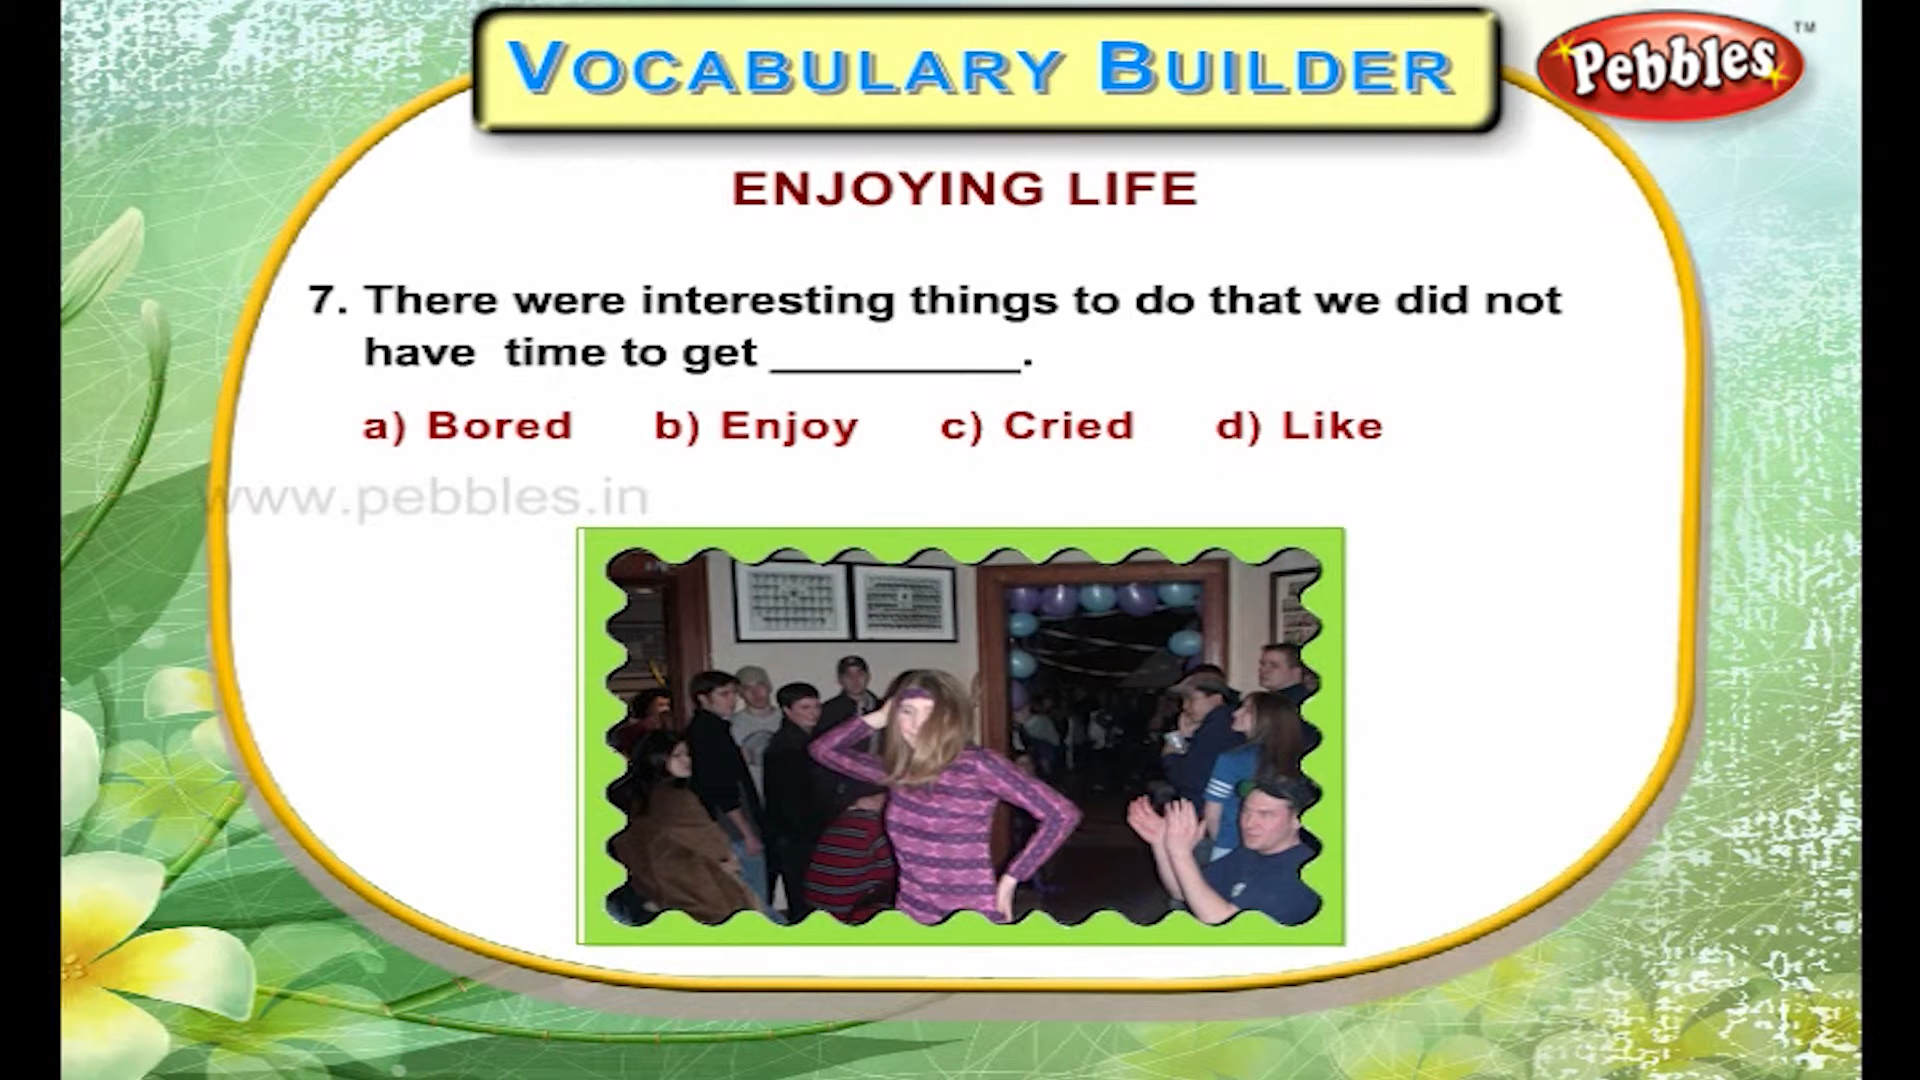 VOCABULARY BUILDER
Pebbles TM
ENJOYING LIFE
7. There were interesting things to do that we did not
have time to get _________.
a) Bored b) Enjoy c) Cried d) Like
www.pebbles.in